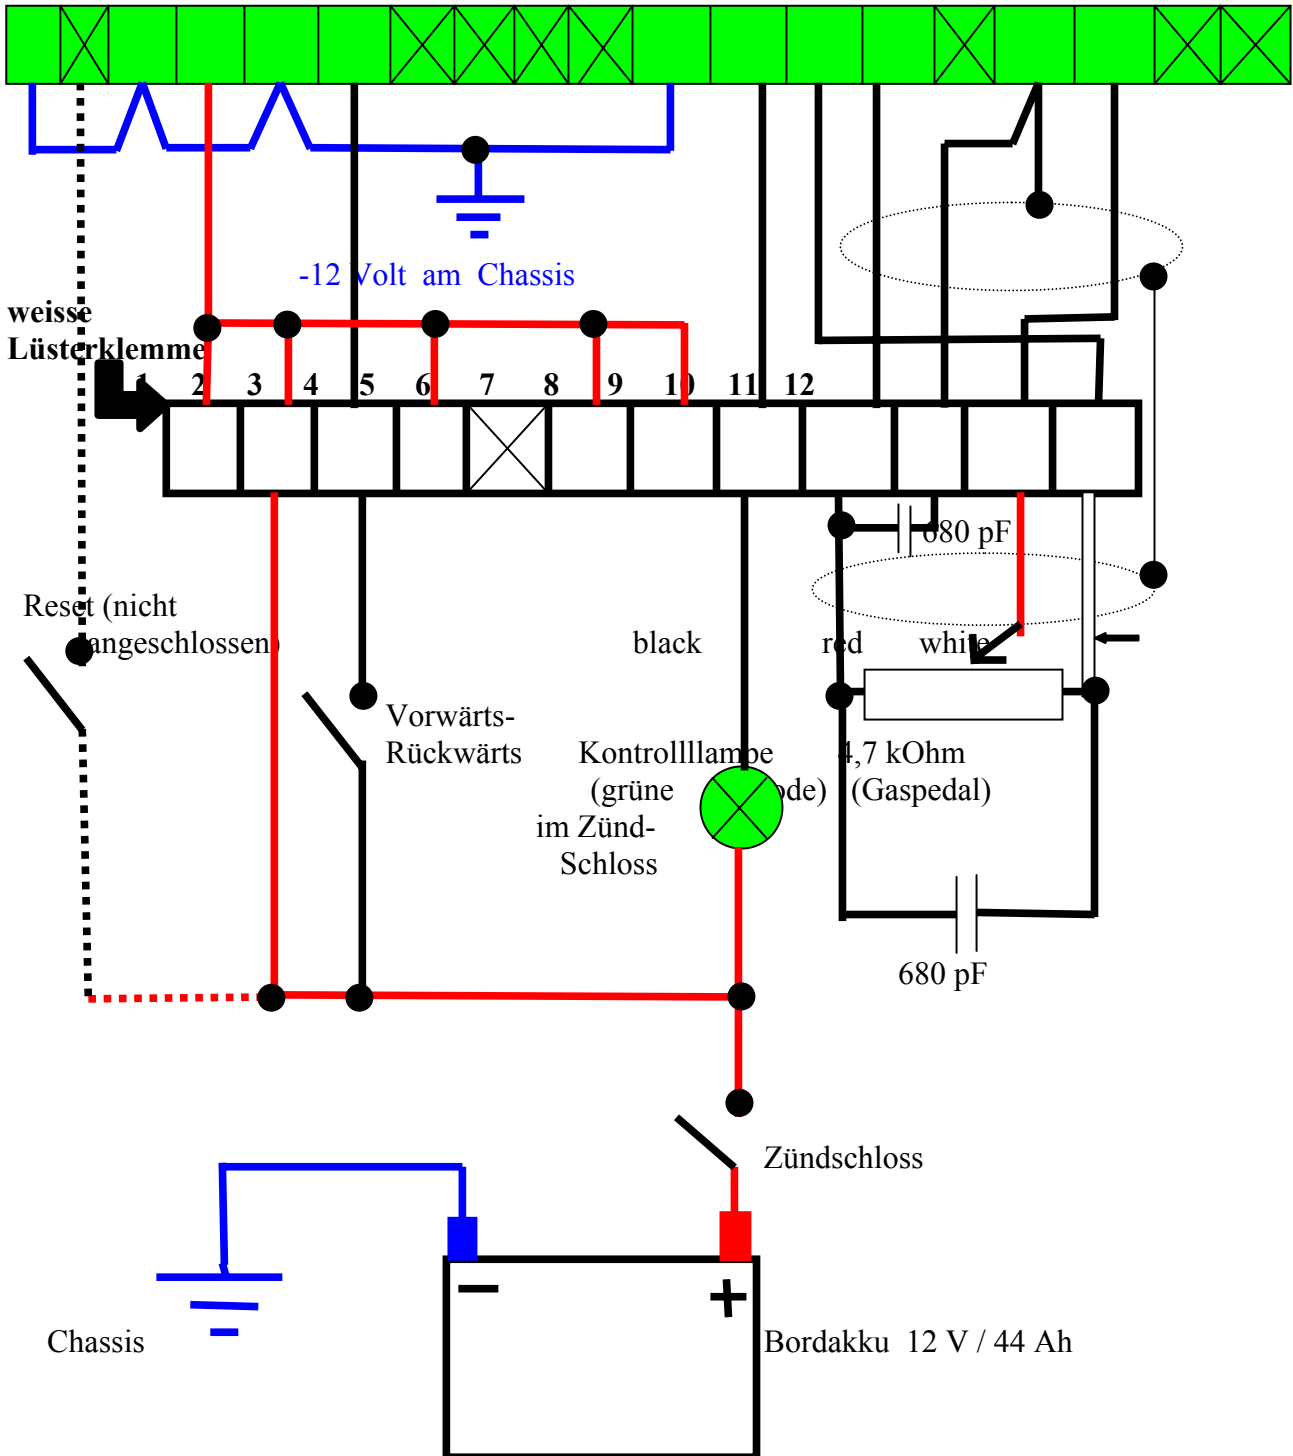 -12 Volt am Chassis
weisse
Lüsterklemme
1 2 3 4 5 6 7 8 9 10 11 12
680 pF
Reset (nicht
angeschlossen)
black red white
Vorwärts-
Rückwärts
Kontrollllampe 4,7 kOhm
(grüne ode) (Gaspedal)
im Zünd-
Schloss
680 pF
Zündschloss
− +
Chassis
Bordakku 12 V / 44 Ah